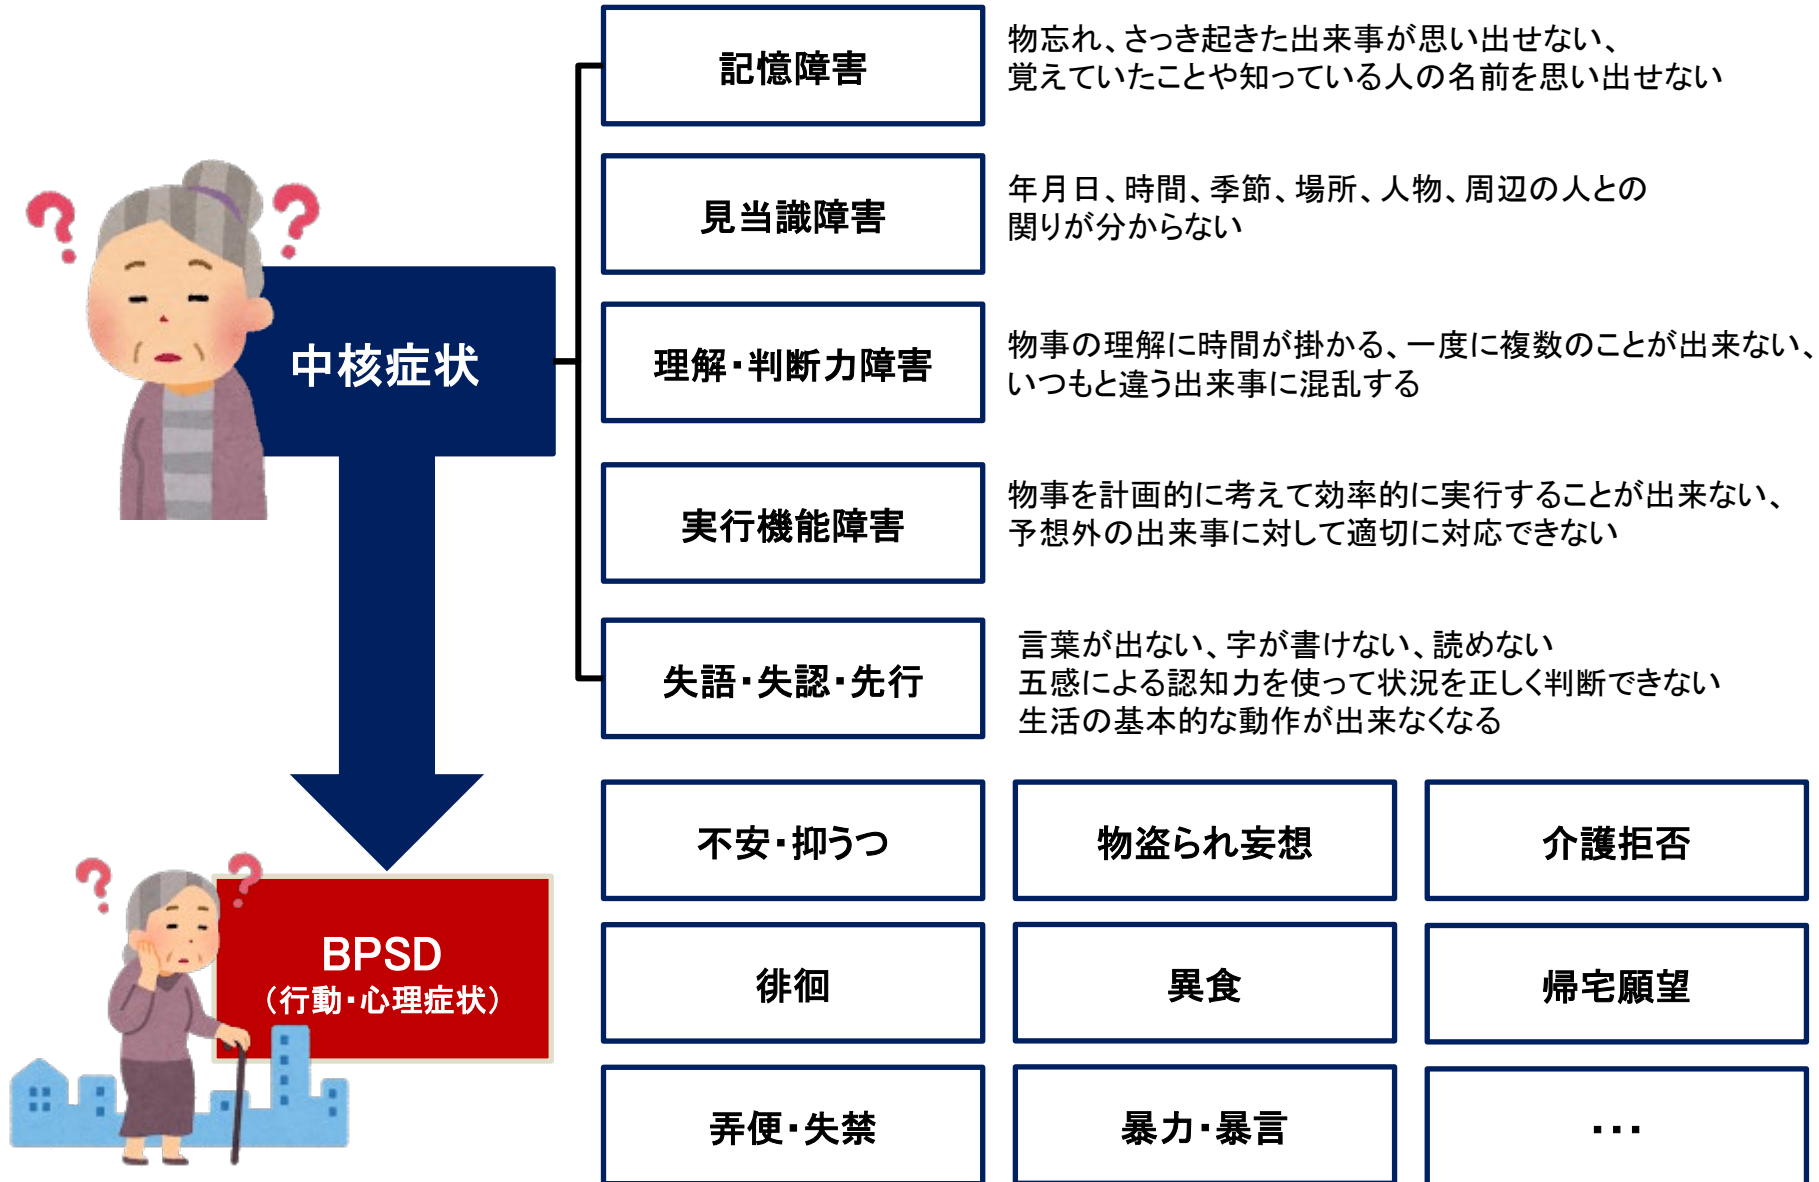 記憶障害
物忘れ、さっき起きた出来事が思い出せない、
覚えていたことや知っている人の名前を思い出せない
見当識障害
年月日、時間、季節、場所、人物、周辺の人との
関りが分からない
中核症状
理解・判断力障害
物事の理解に時間が掛かる、一度に複数のことが出来ない、
いつもと違う出来事に混乱する
実行機能障害
物事を計画的に考えて効率的に実行することが出来ない、
予想外の出来事に対して適切に対応できない
失語・失認・先行
言葉が出ない、字が書けない、読めない
五感による認知力を使って状況を正しく判断できない
生活の基本的な動作が出来なくなる
BPSD
（行動・心理症状）
不安・抑うつ
物盗られ妄想
介護拒否
徘徊
異食
帰宅願望
弄便・失禁
暴力・暴言
・・・